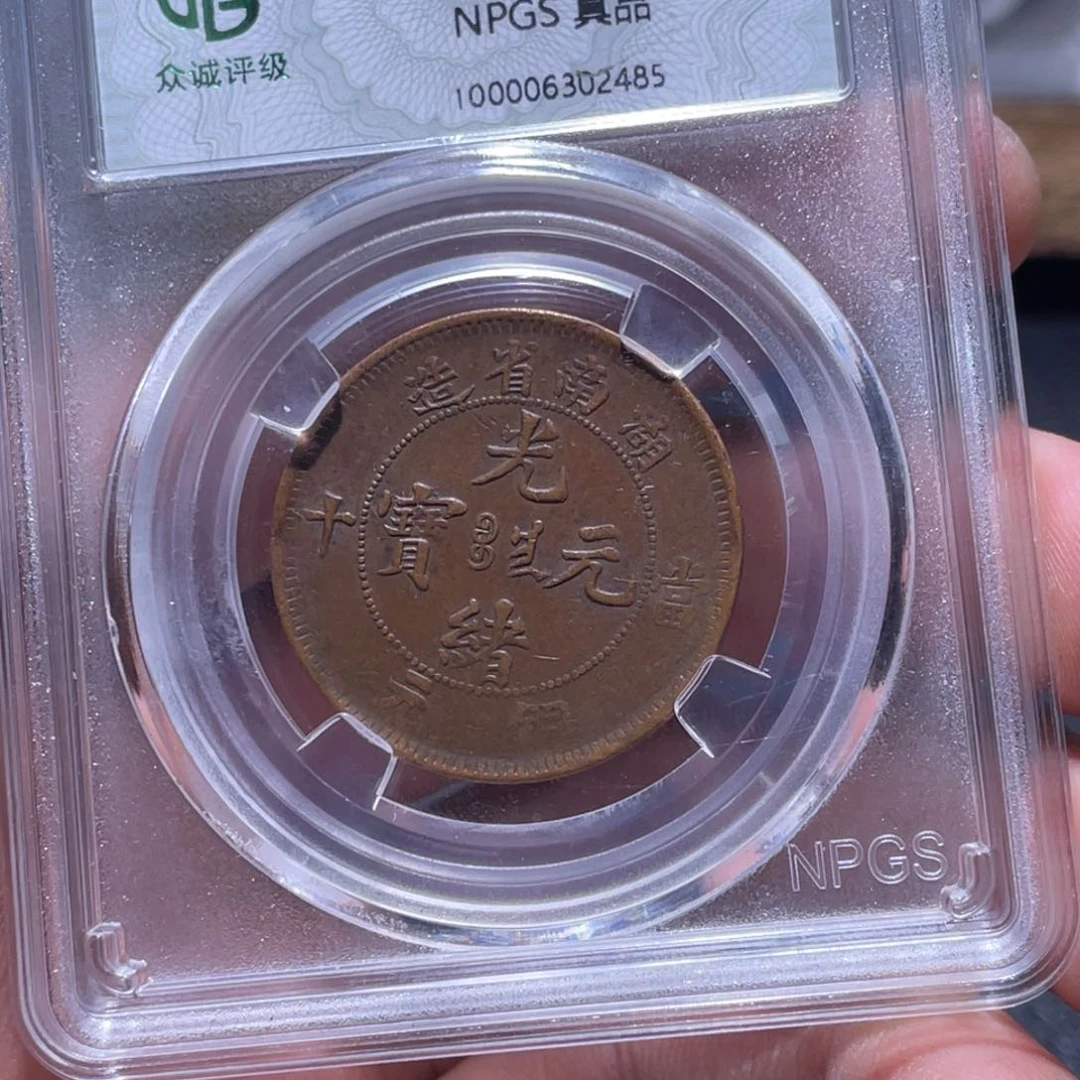 众诚评级
NPGS 真品
100006302485
湖南省造
光緒元寶
當十
元
NPGS